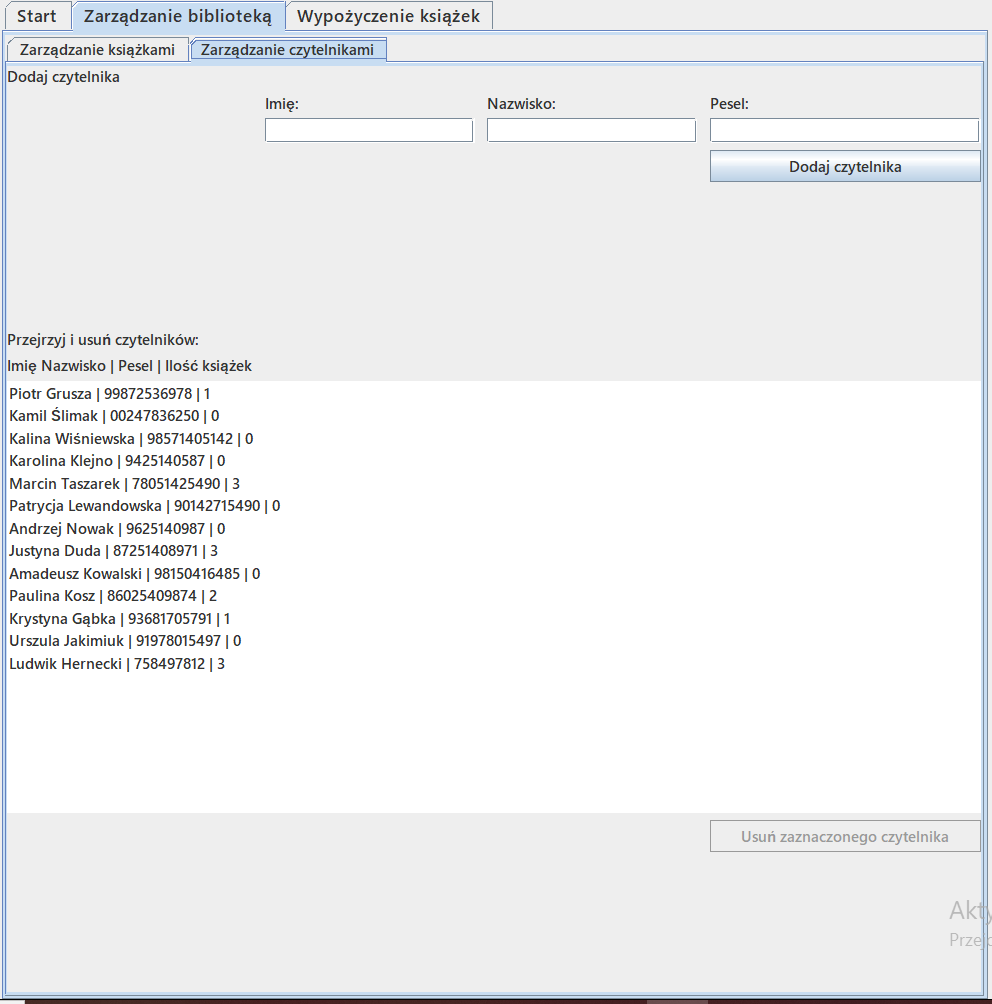 Start Zarządzanie biblioteką Wypożyczenie książek
Zarządzanie książkami Zarządzanie czytelnikami
Dodaj czytelnika
Imię: Nazwisko: Pesel:
Dodaj czytelnika
Przejrzyj i usuń czytelników:
Imię Nazwisko | Pesel | Ilość książek
Piotr Grusza | 99872536978 | 1
Kamil Ślimak | 00247836250 | 0
Kalina Wiśniewska | 98571405142 | 0
Karolina Klejno | 9425140587 | 0
Marcin Taszarek | 78051425490 | 3
Patrycja Lewandowska | 90142715490 | 0
Andrzej Nowak | 9625140987 | 0
Justyna Duda | 87251408971 | 3
Amadeusz Kowalski | 98150416485 | 0
Paulina Kosz | 86025409874 | 2
Krystyna Gąbka | 93681705791 | 1
Urszula Jakimiuk | 91978015497 | 0
Ludwik Hernecki | 758497812 | 3
Usuń zaznaczonego czytelnika